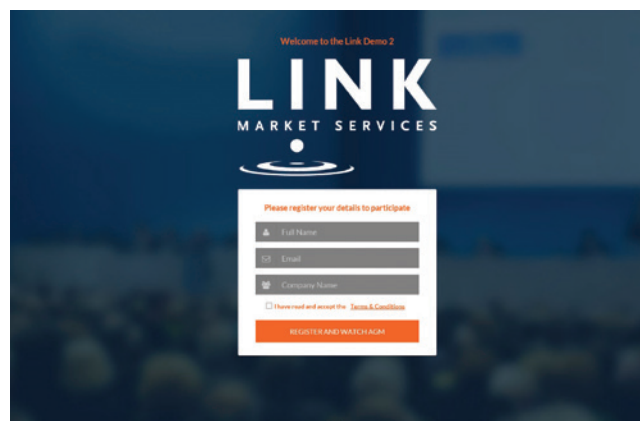 Welcome to the Link Demo 2
LINK
MARKET SERVICES
Please register your details to participate
Full Name
Email
Company Name
I have read and accept the Terms & Conditions
REGISTER AND WATCH AGM